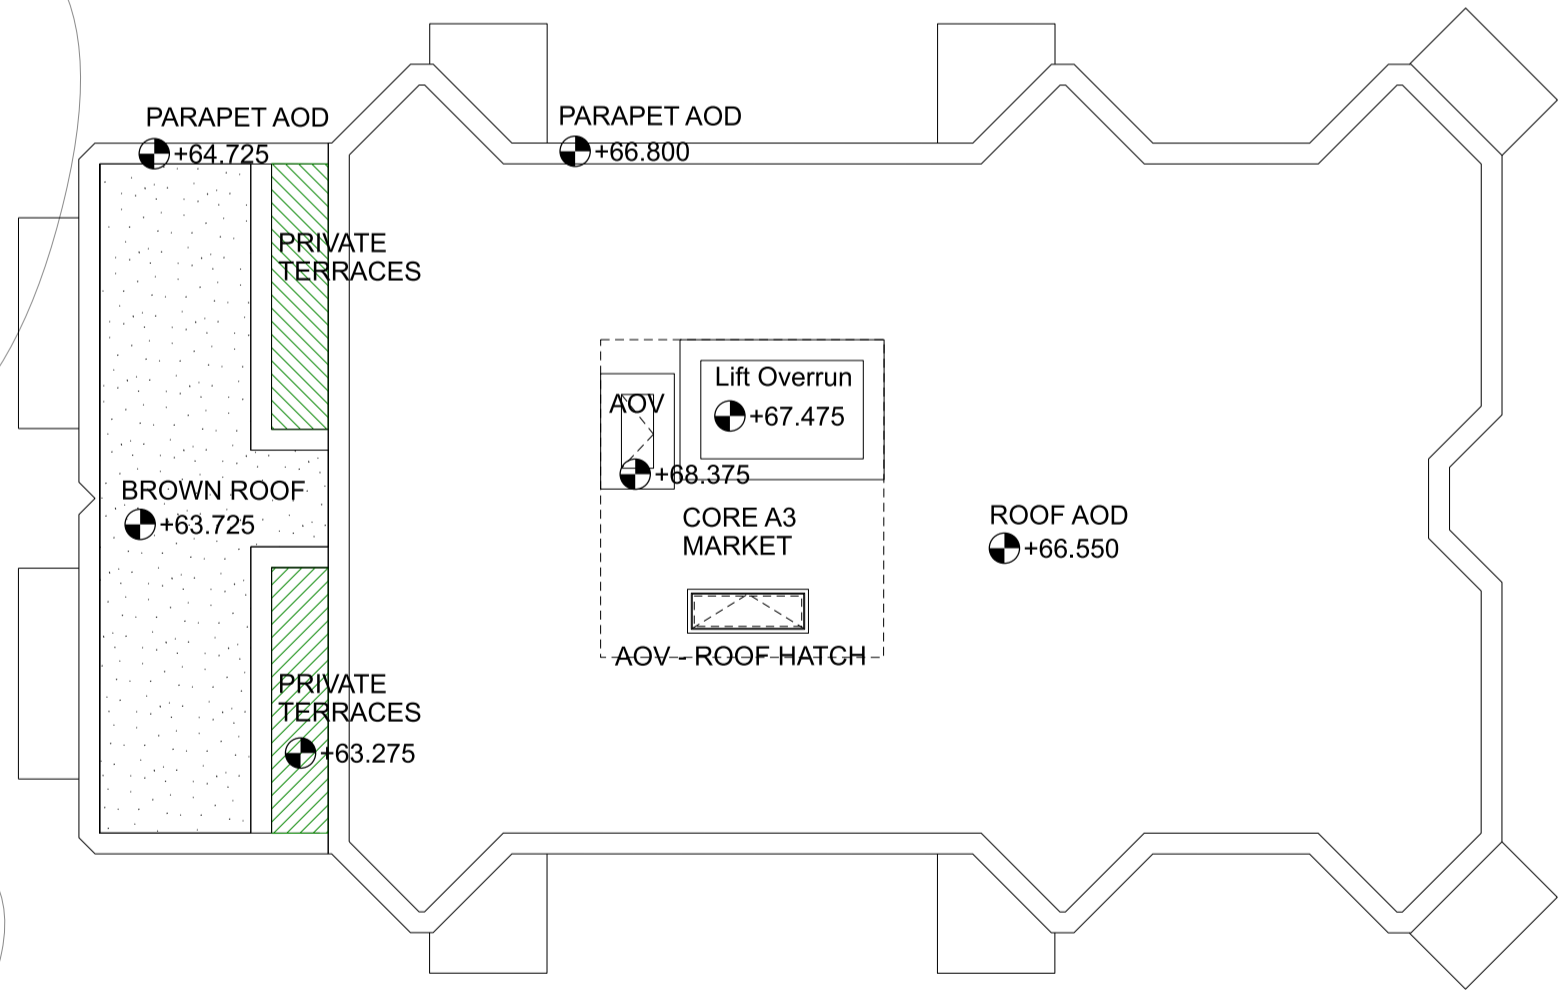 PARAPET AOD
+64.725
PARAPET AOD
+66.800
PRIVATE
TERRACES
Lift Overrun
+67.475
AOV
+68.375
CORE A3
MARKET
BROWN ROOF
+63.725
ROOF AOD
+66.550
AOV - ROOF HATCH
PRIVATE
TERRACES
+63.275